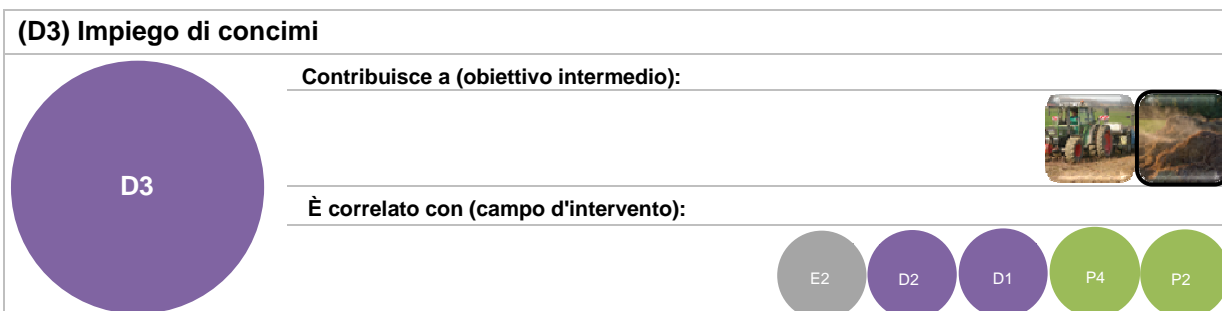 (D3) Impiego di concimi
Contribuisce a (obiettivo intermedio):
D3
È correlato con (campo d'intervento):
E2 D2 D1 P4 P2